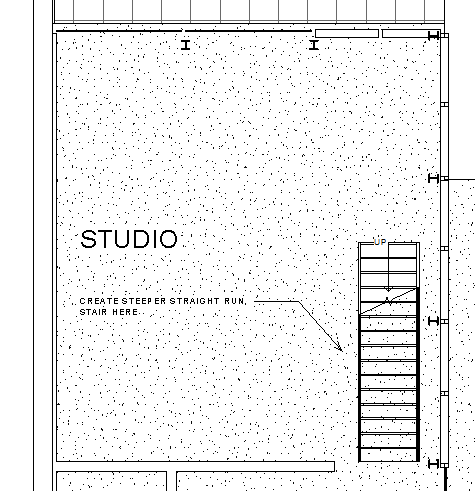 UP
STUDIO
CREATE STEEPER STRAIGHT RUN,
STAIR HERE.